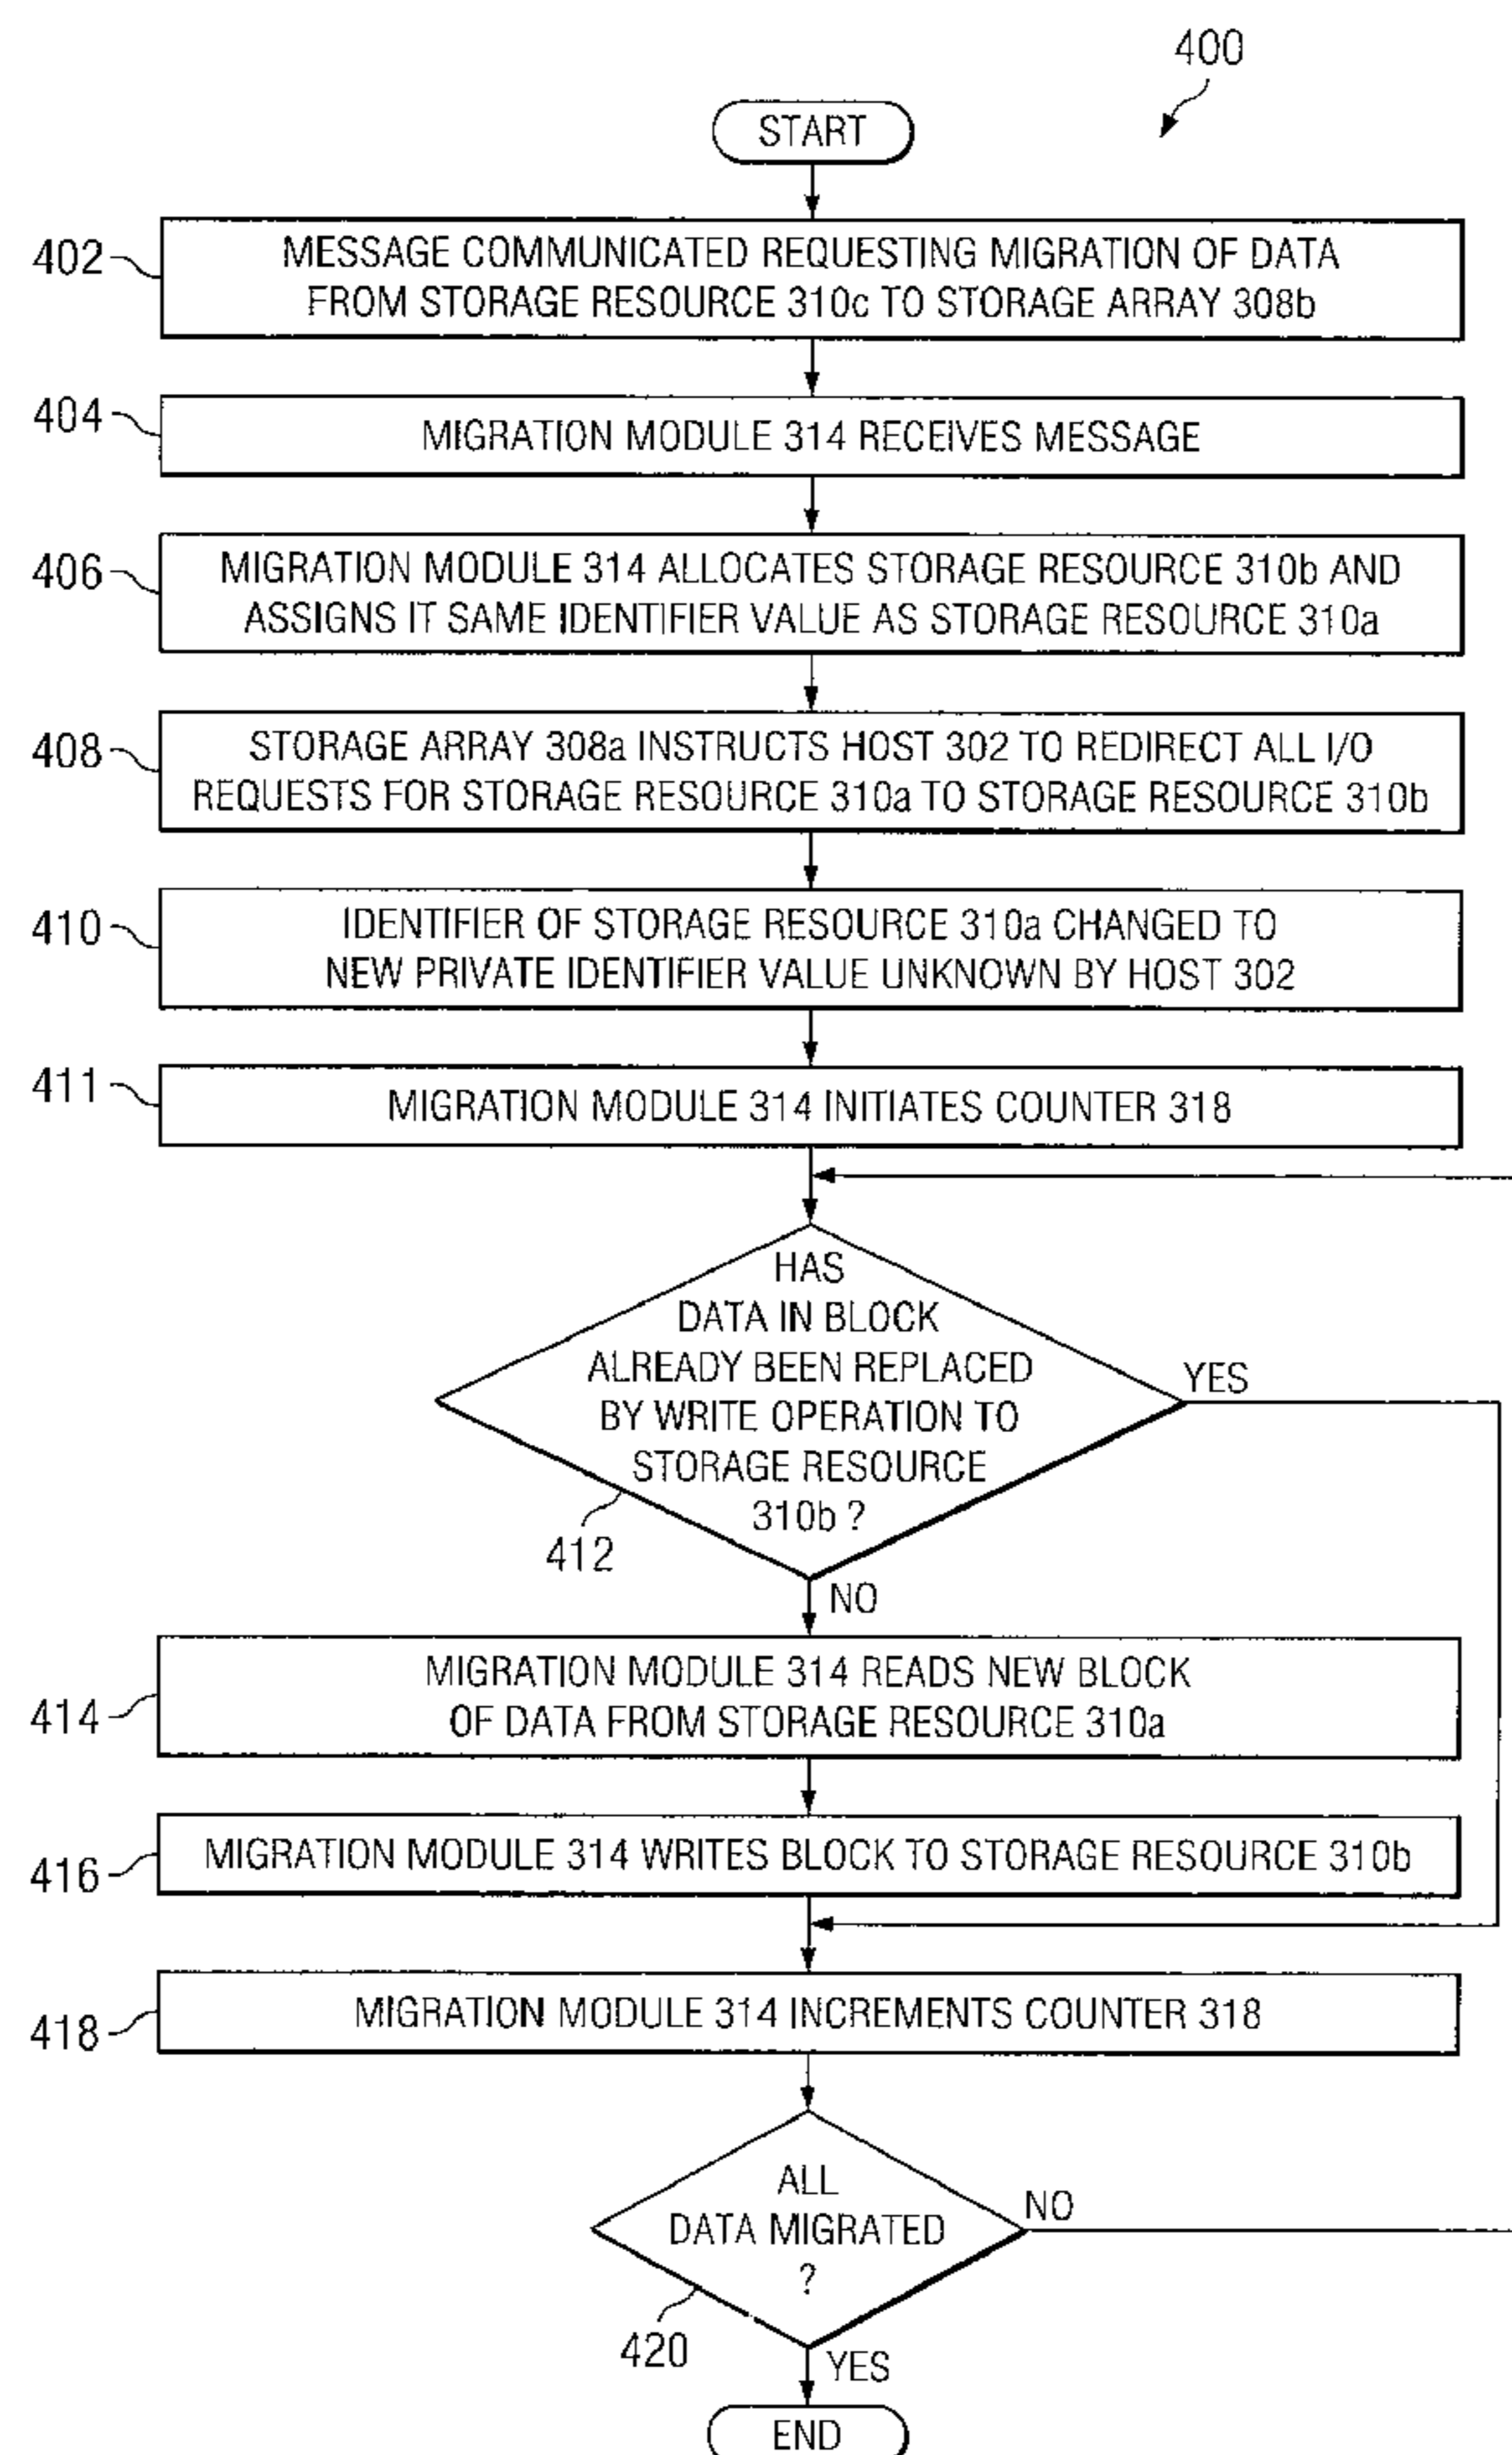 400
START
402
MESSAGE COMMUNICATED REQUESTING MIGRATION OF DATA
FROM STORAGE RESOURCE 310c TO STORAGE ARRAY 308b
404
MIGRATION MODULE 314 RECEIVES MESSAGE
406
MIGRATION MODULE 314 ALLOCATES STORAGE RESOURCE 310b AND
ASSIGNS IT SAME IDENTIFIER VALUE AS STORAGE RESOURCE 310a
408
STORAGE ARRAY 308a INSTRUCTS HOST 302 TO REDIRECT ALL I/O
REQUESTS FOR STORAGE RESOURCE 310a TO STORAGE RESOURCE 310b
410
IDENTIFIER OF STORAGE RESOURCE 310a CHANGED TO
NEW PRIVATE IDENTIFIER VALUE UNKNOWN BY HOST 302
411
MIGRATION MODULE 314 INITIATES COUNTER 318
HAS
DATA IN BLOCK
ALREADY BEEN REPLACED
BY WRITE OPERATION TO
STORAGE RESOURCE
310b ?
YES
412
NO
414
MIGRATION MODULE 314 READS NEW BLOCK
OF DATA FROM STORAGE RESOURCE 310a
416
MIGRATION MODULE 314 WRITES BLOCK TO STORAGE RESOURCE 310b
418
MIGRATION MODULE 314 INCREMENTS COUNTER 318
ALL
DATA MIGRATED
?
NO
420
YES
END